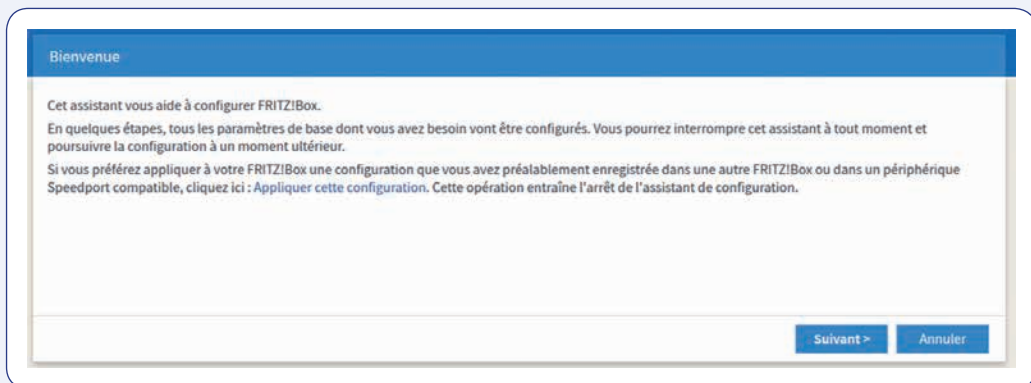 Bienvenue
Cet assistant vous aide à configurer FRITZ!Box.
En quelques étapes, tous les paramètres de base dont vous avez besoin vont être configurés. Vous pourrez interrompre cet assistant à tout moment et
poursuivre la configuration à un moment ultérieur.
Si vous préférez appliquer à votre FRITZ!Box une configuration que vous avez préalablement enregistrée dans une autre FRITZ!Box ou dans un périphérique
Speedport compatible, cliquez ici : Appliquer cette configuration. Cette opération entraîne l'arrêt de l'assistant de configuration.
Suivant > Annuler